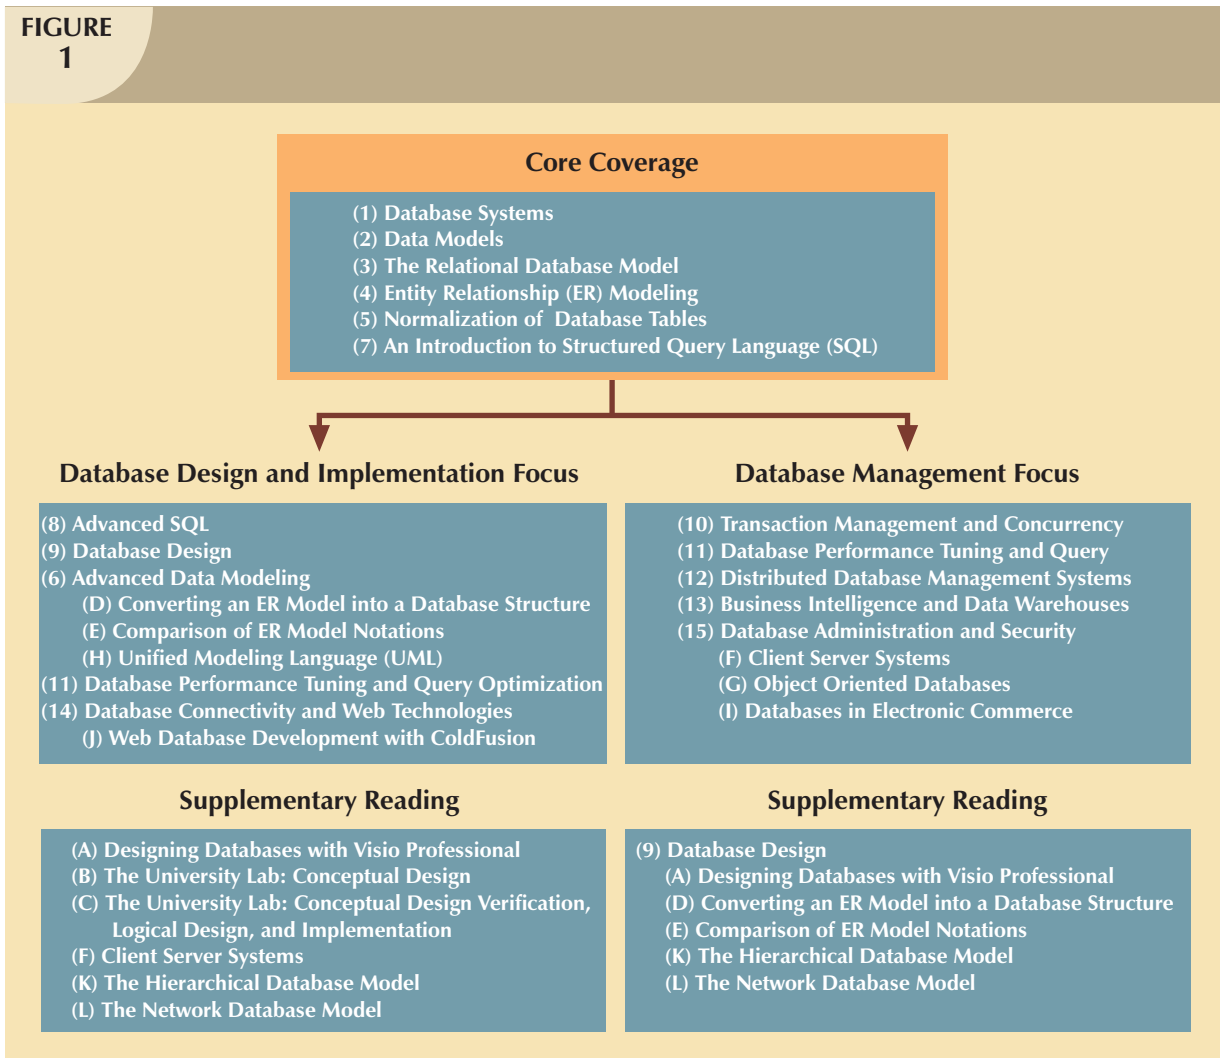 FIGURE
1
Core Coverage
(1) Database Systems
(2) Data Models
(3) The Relational Database Model
(4) Entity Relationship (ER) Modeling
(5) Normalization of Database Tables
(7) An Introduction to Structured Query Language (SQL)
Database Design and Implementation Focus
(8) Advanced SQL
(9) Database Design
(6) Advanced Data Modeling
(D) Converting an ER Model into a Database Structure
(E) Comparison of ER Model Notations
(H) Unified Modeling Language (UML)
(11) Database Performance Tuning and Query Optimization
(14) Database Connectivity and Web Technologies
(J) Web Database Development with ColdFusion
Database Management Focus
(10) Transaction Management and Concurrency
(11) Database Performance Tuning and Query
(12) Distributed Database Management Systems
(13) Business Intelligence and Data Warehouses
(15) Database Administration and Security
(F) Client Server Systems
(G) Object Oriented Databases
(I) Databases in Electronic Commerce
Supplementary Reading
(A) Designing Databases with Visio Professional
(B) The University Lab: Conceptual Design
(C) The University Lab: Conceptual Design Verification,
Logical Design, and Implementation
(F) Client Server Systems
(K) The Hierarchical Database Model
(L) The Network Database Model
Supplementary Reading
(9) Database Design
(A) Designing Databases with Visio Professional
(D) Converting an ER Model into a Database Structure
(E) Comparison of ER Model Notations
(K) The Hierarchical Database Model
(L) The Network Database Model